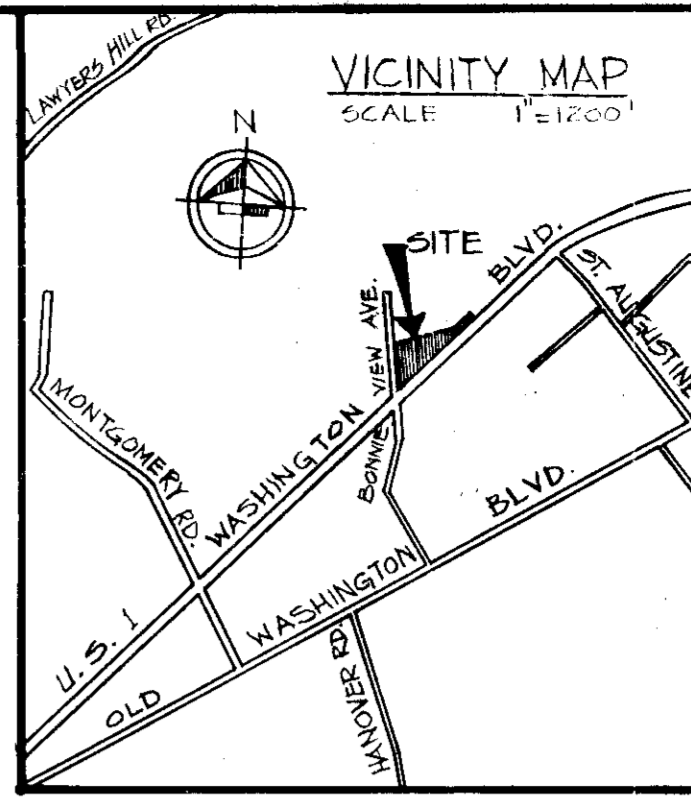 LAWYERS HILL RD.
VICINITY MAP
SCALE 1"=1200'
N
SITE
BLVD.
ST. AUGUSTINE
BONNIE VIEW AVE.
MONTGOMERY RD.
WASHINGTON
BLVD.
U.S. 1
WASHINGTON
OLD
HANOVER RD.